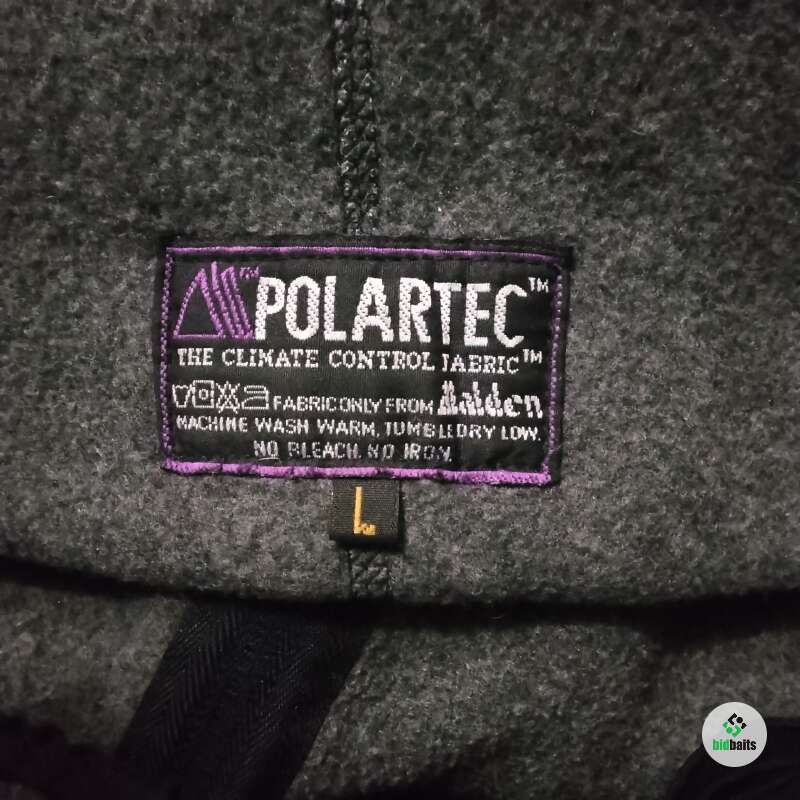 POLARTEC™
THE CLIMATE CONTROL FABRIC™
FABRIC ONLY FROM Malden
MACHINE WASH WARM, TUMBLE DRY LOW.
NO BLEACH. NO IRON.
L
bidbaits